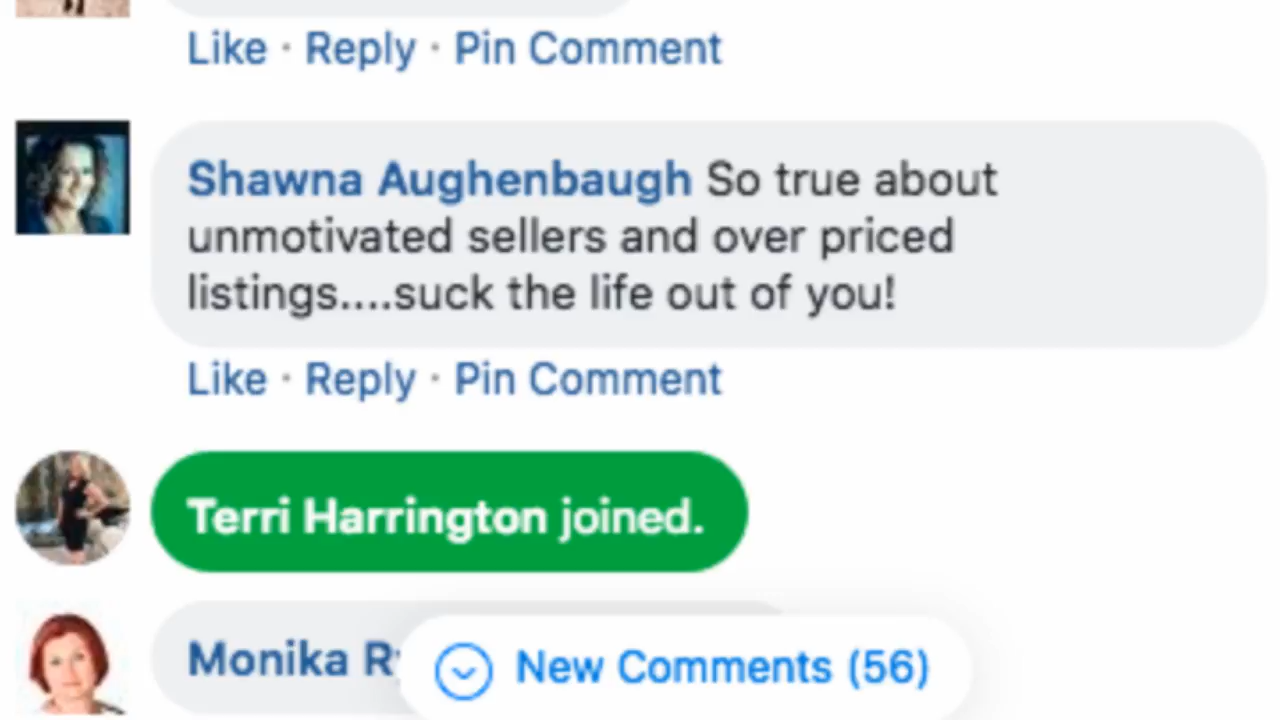 Like · Reply · Pin Comment
Shawna Aughenbaugh So true about
unmotivated sellers and over priced
listings....suck the life out of you!
Like · Reply · Pin Comment
Terri Harrington joined.
Monika
New Comments (56)